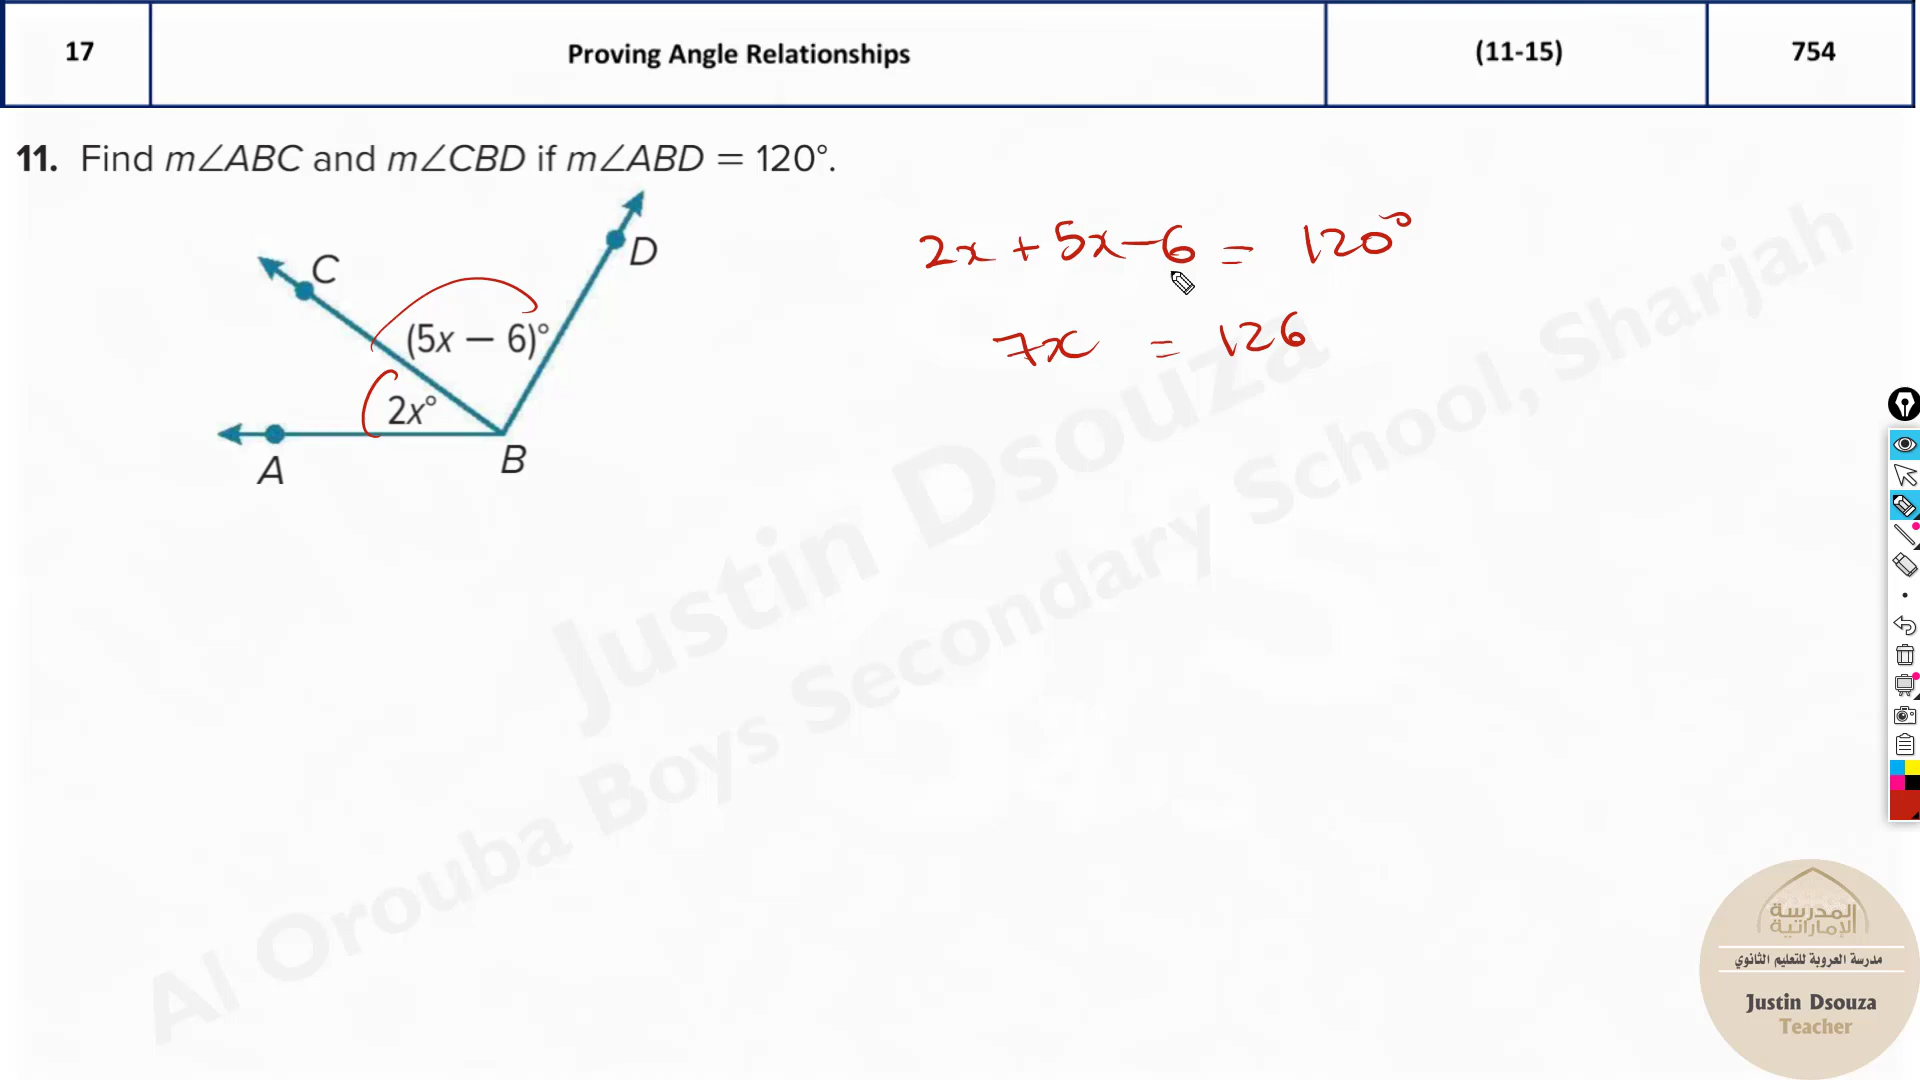 17 Proving Angle Relationships (11-15) 754
11. Find m∠ABC and m∠CBD if m∠ABD = 120°.
2x + 5x - 6 = 120°
7x = 126
D
C
(5x − 6)°
2x°
A
B
Justin Dsouza
Al Orouba Boys Secondary School, Sharjah
المدرسة
الإماراتية
مدرسة العروبة للتعليم الثانوي
Justin Dsouza
Teacher